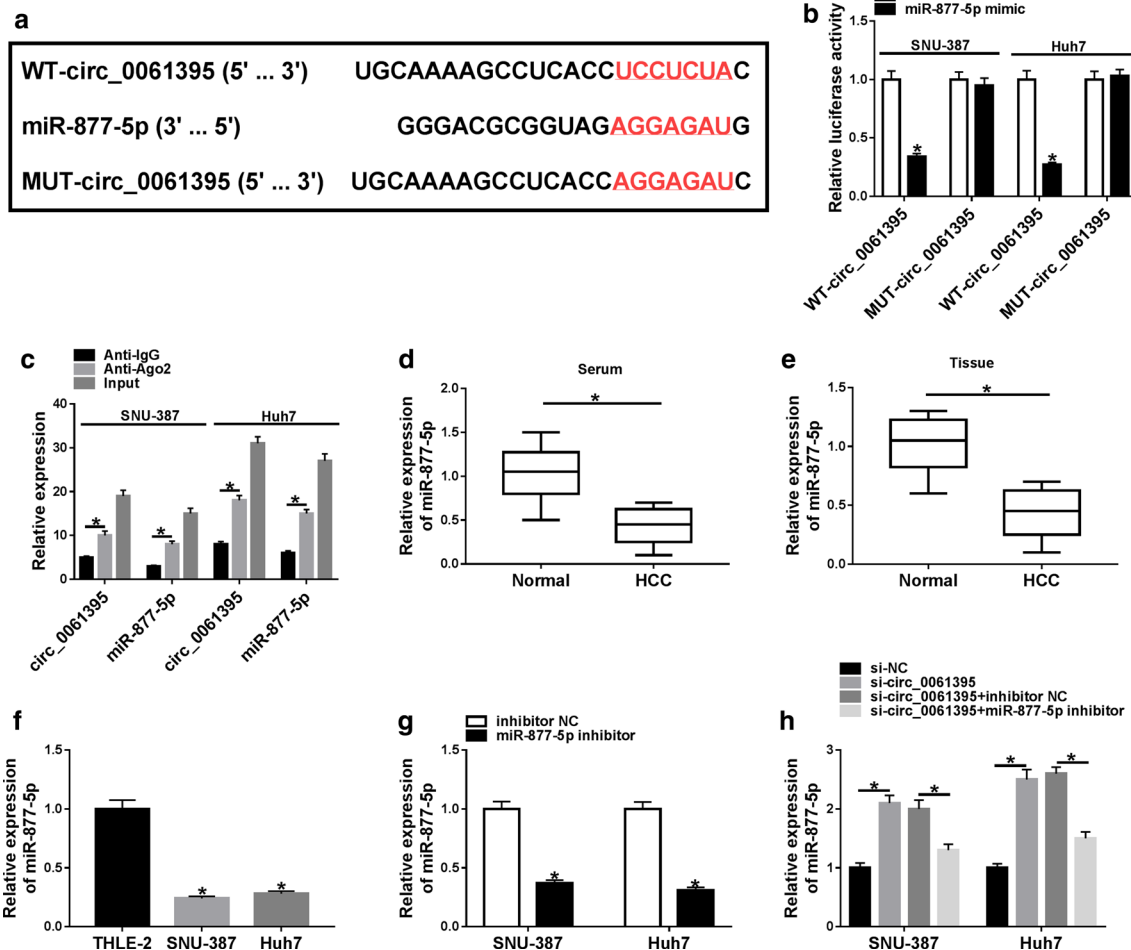 a
WT-circ_0061395 (5' ... 3') UGCAAAAGCCUCACCUCCUCUAC
miR-877-5p (3' ... 5') GGGACGCGGUAGAGGAGAUG
MUT-circ_0061395 (5' ... 3') UGCAAAAGCCUCACCAGGAGAUC
b
miR-877-5p mimic
Relative luciferase activity
1.5
1.0
0.5
0.0
SNU-387 Huh7
*
*
WT-circ_0061395
MUT-circ_0061395
WT-circ_0061395
MUT-circ_0061395
c
Anti-IgG
Anti-Ago2
Input
Relative expression
40
30
20
10
0
SNU-387 Huh7
*
*
*
*
circ_0061395
miR-877-5p
circ_0061395
miR-877-5p
d
Serum
Relative expression
of miR-877-5p
2.0
1.5
1.0
0.5
0.0
*
Normal HCC
e
Tissue
Relative expression
of miR-877-5p
1.5
1.0
0.5
0.0
*
Normal HCC
f
Relative expression
of miR-877-5p
1.5
1.0
0.5
0.0
*
*
THLE-2 SNU-387 Huh7
g
inhibitor NC
miR-877-5p inhibitor
Relative expression
of miR-877-5p
1.5
1.0
0.5
0.0
*
*
SNU-387 Huh7
h
si-NC
si-circ_0061395
si-circ_0061395+inhibitor NC
si-circ_0061395+miR-877-5p inhibitor
Relative expression
of miR-877-5p
3
2
1
0
*
*
*
*
SNU-387 Huh7